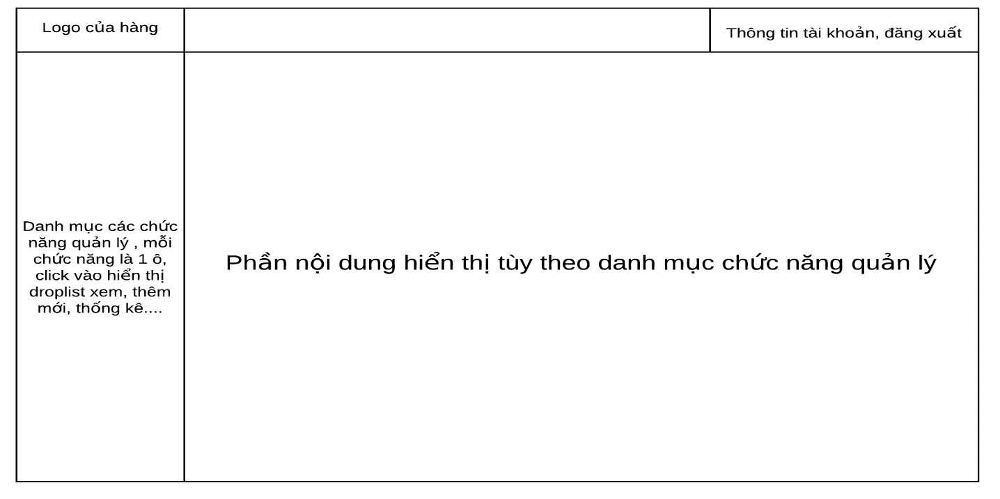 Logo của hàng
Thông tin tài khoản, đăng xuất
Danh mục các chức
năng quản lý , mỗi
chức năng là 1 ô,
click vào hiển thị
droplist xem, thêm
mới, thống kê....
Phần nội dung hiển thị tùy theo danh mục chức năng quản lý